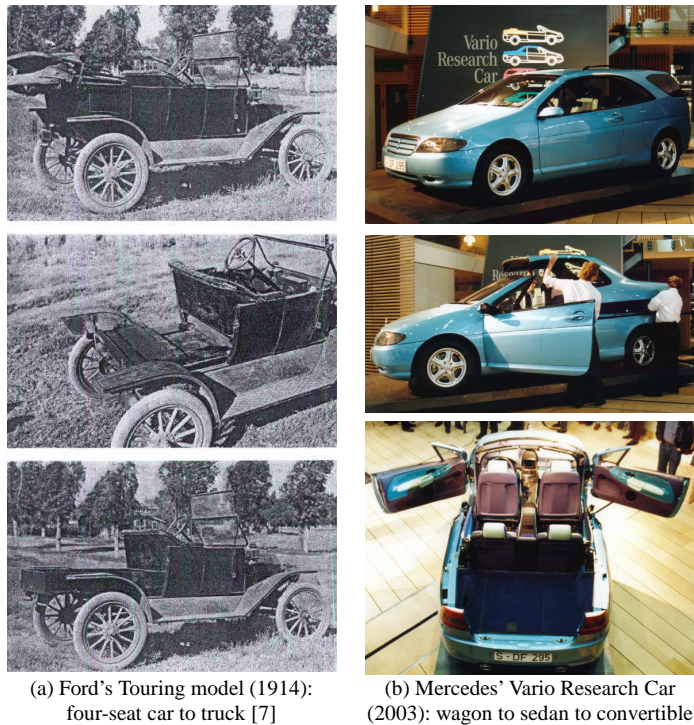 Vario
Research
Car
S-DF 295
Research
S-DF 295
(a) Ford's Touring model (1914):
four-seat car to truck [7]
(b) Mercedes' Vario Research Car
(2003): wagon to sedan to convertible